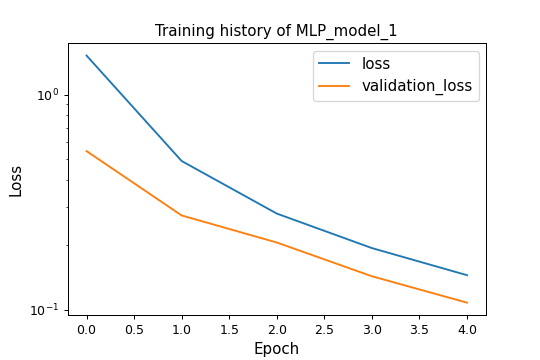 Training history of MLP_model_1
loss
validation_loss
10⁰
10⁻¹
Loss
0.0 0.5 1.0 1.5 2.0 2.5 3.0 3.5 4.0
Epoch